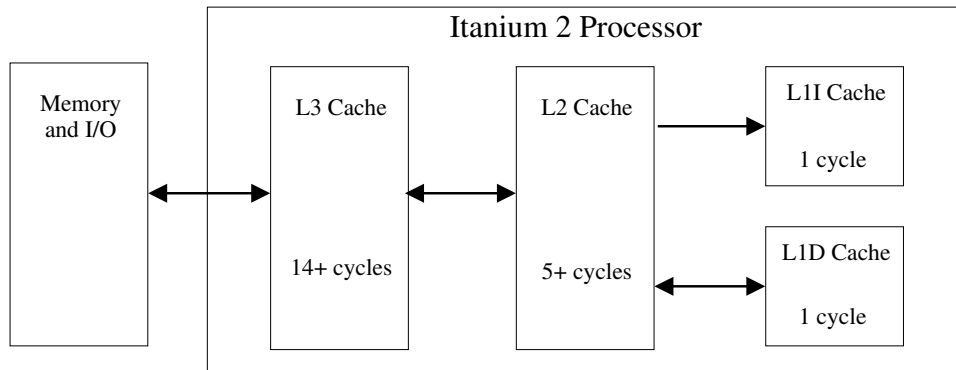 Itanium 2 Processor
Memory
and I/O
L3 Cache
14+ cycles
L2 Cache
5+ cycles
L1I Cache
1 cycle
L1D Cache
1 cycle